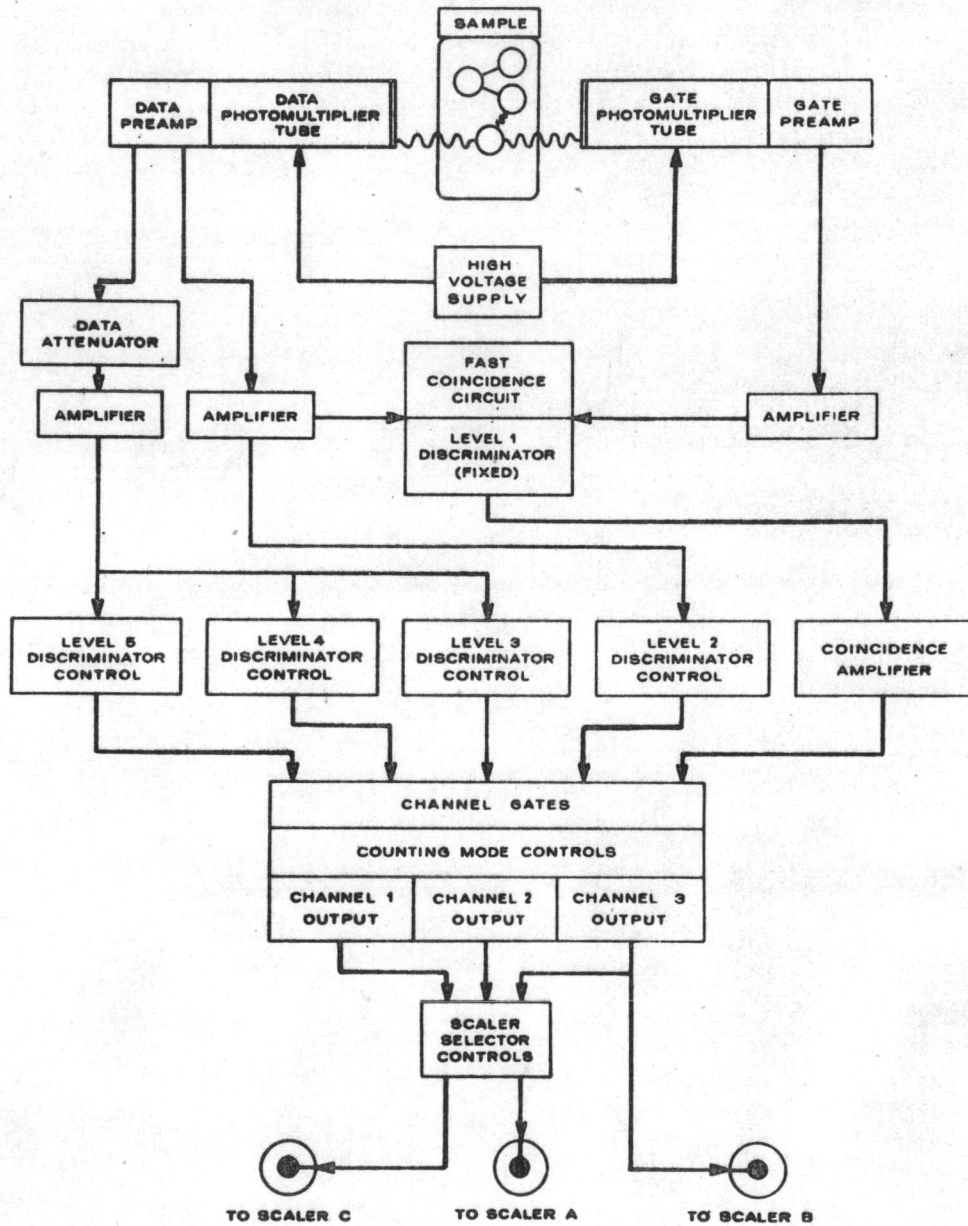 SAMPLE
DATA
PREAMP
DATA
PHOTOMULTIPLIER
TUBE
GATE
PHOTOMULTIPLIER
TUBE
GATE
PREAMP
HIGH
VOLTAGE
SUPPLY
DATA
ATTENUATOR
FAST
COINCIDENCE
CIRCUIT
AMPLIFIER
AMPLIFIER
AMPLIFIER
LEVEL 1
DISCRIMINATOR
(FIXED)
LEVEL 5
DISCRIMINATOR
CONTROL
LEVEL 4
DISCRIMINATOR
CONTROL
LEVEL 3
DISCRIMINATOR
CONTROL
LEVEL 2
DISCRIMINATOR
CONTROL
COINCIDENCE
AMPLIFIER
CHANNEL GATES
COUNTING MODE CONTROLS
CHANNEL 1
OUTPUT
CHANNEL 2
OUTPUT
CHANNEL 3
OUTPUT
SCALER
SELECTOR
CONTROLS
TO SCALER C
TO SCALER A
TO SCALER B